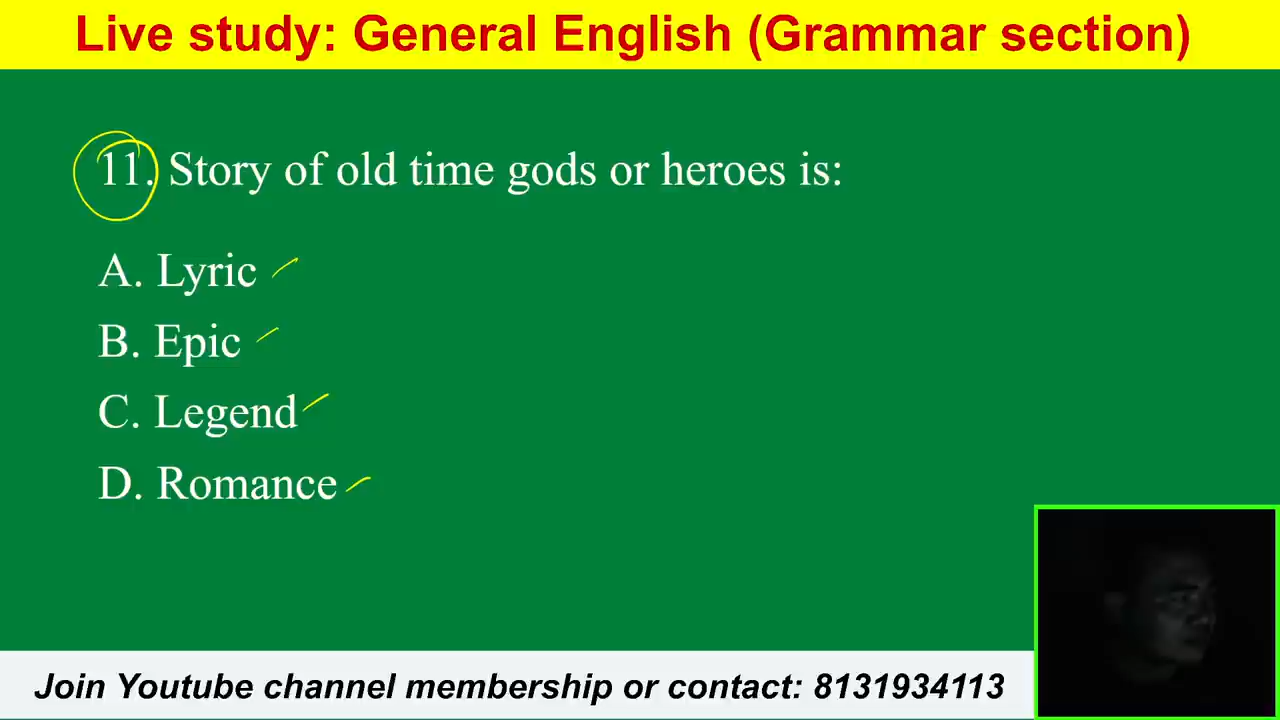 Live study: General English (Grammar section)
11. Story of old time gods or heroes is:
A. Lyric
B. Epic
C. Legend
D. Romance
Join Youtube channel membership or contact: 8131934113